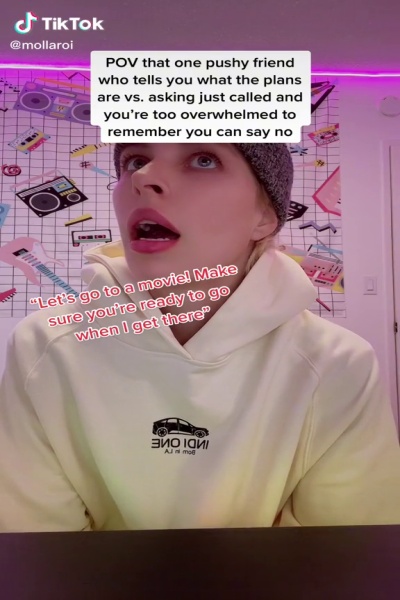 TikTok
@mollaroi
POV that one pushy friend
who tells you what the plans
are vs. asking just called and
you're too overwhelmed to
remember you can say no
"Let's go to a movie! Make
sure you're ready to go
when I get there"
INDI ONE
Born in LA